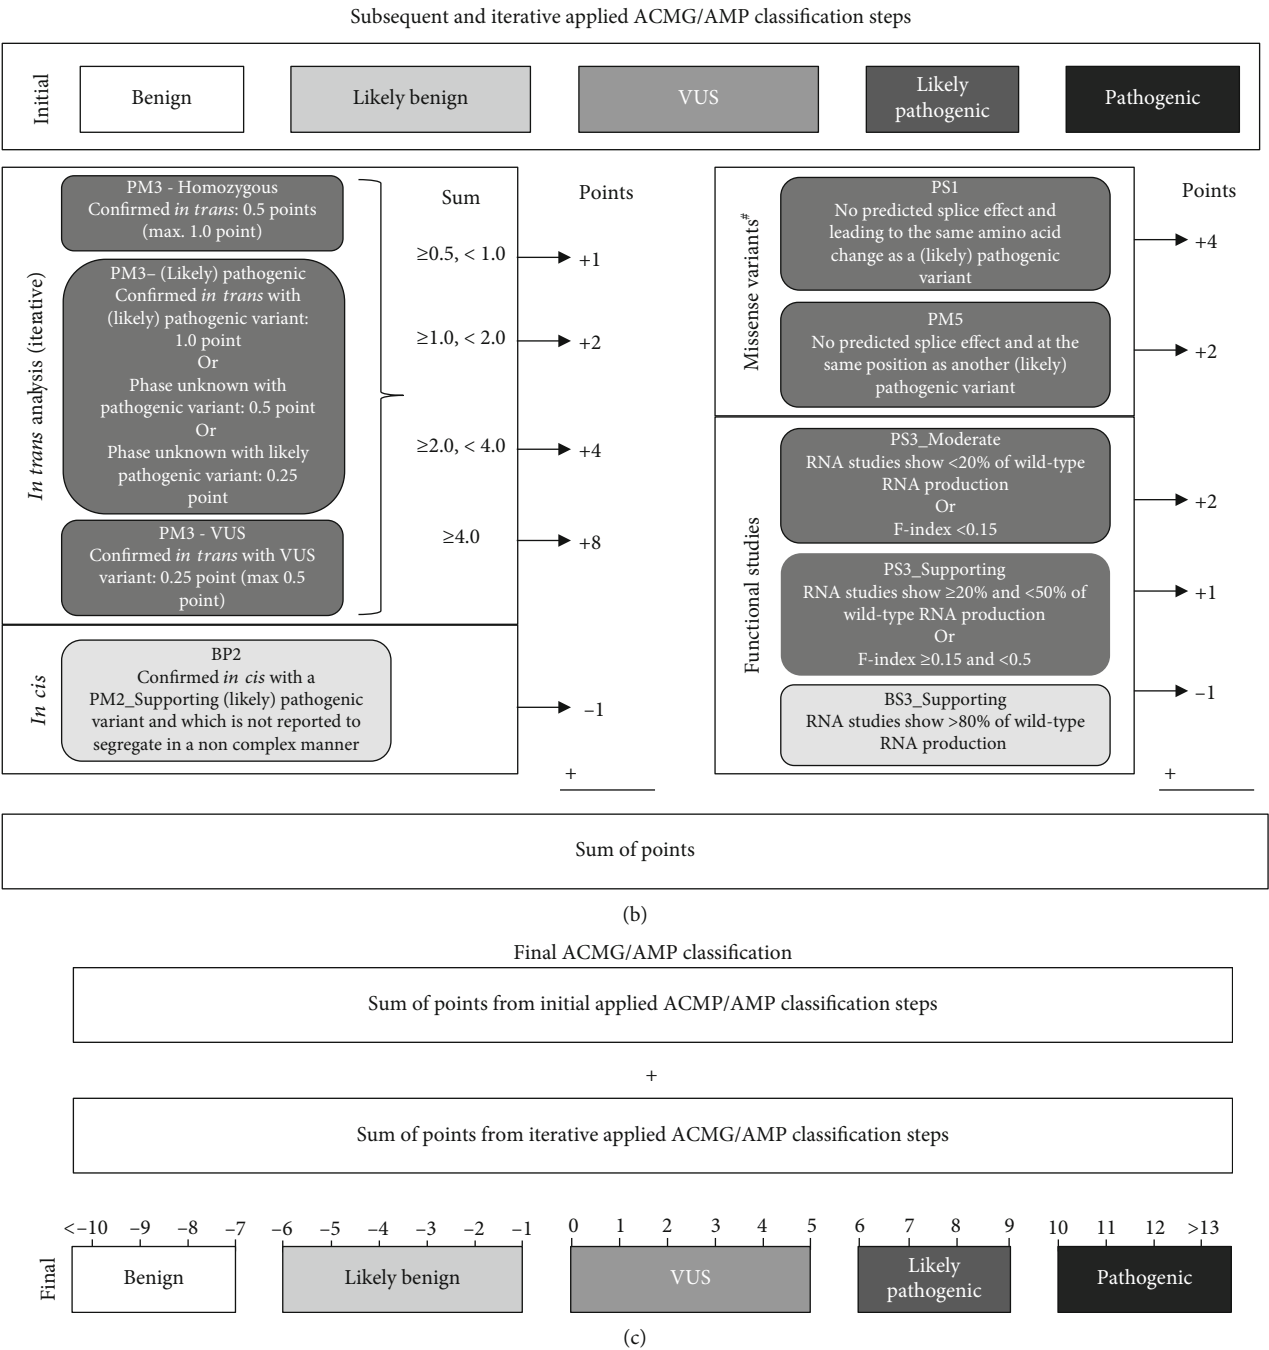 Subsequent and iterative applied ACMG/AMP classification steps
Initial
Benign
Likely benign
VUS
Likely
pathogenic
Pathogenic
In trans analysis (iterative)
PM3 - Homozygous
Confirmed in trans: 0.5 points
(max. 1.0 point)
PM3– (Likely) pathogenic
Confirmed in trans with
(likely) pathogenic variant:
1.0 point
Or
Phase unknown with
pathogenic variant: 0.5 point
Or
Phase unknown with likely
pathogenic variant: 0.25
point
PM3 - VUS
Confirmed in trans with VUS
variant: 0.25 point (max 0.5
point)
Sum
Points
≥0.5, < 1.0
+1
≥1.0, < 2.0
+2
≥2.0, < 4.0
+4
≥4.0
+8
In cis
BP2
Confirmed in cis with a
PM2_Supporting (likely) pathogenic
variant and which is not reported to
segregate in a non complex manner
–1
+
Missense variants#
PS1
No predicted splice effect and
leading to the same amino acid
change as a (likely) pathogenic
variant
Points
+4
PM5
No predicted splice effect and at the
same position as another (likely)
pathogenic variant
+2
Functional studies
PS3_Moderate
RNA studies show <20% of wild-type
RNA production
Or
F-index <0.15
+2
PS3_Supporting
RNA studies show ≥20% and <50% of
wild-type RNA production
Or
F-index ≥0.15 and <0.5
+1
BS3_Supporting
RNA studies show >80% of wild-type
RNA production
–1
+
Sum of points
(b)
Final ACMG/AMP classification
Sum of points from initial applied ACMP/AMP classification steps
+
Sum of points from iterative applied ACMG/AMP classification steps
<–10 –9 –8 –7 –6 –5 –4 –3 –2 –1 0 1 2 3 4 5 6 7 8 9 10 11 12 >13
Final
Benign
Likely benign
VUS
Likely
pathogenic
Pathogenic
(c)